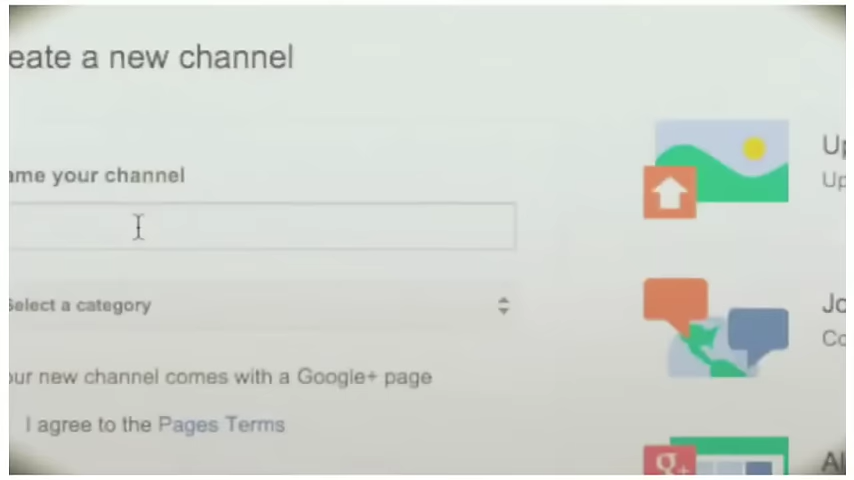 eate a new channel
ame your channel
Select a category
our new channel comes with a Google+ page
I agree to the Pages Terms
Up
Up
Jo
Co
g+
Al